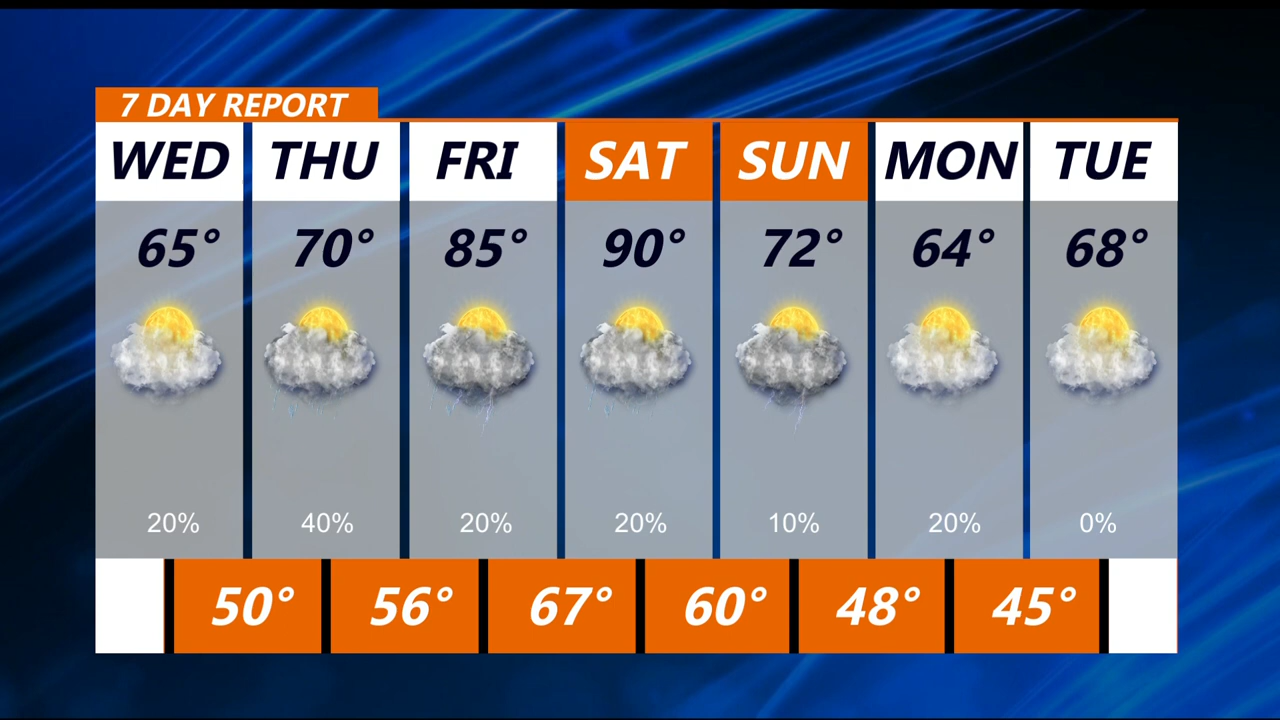 7 DAY REPORT
WED THU FRI SAT SUN MON TUE
65° 70° 85° 90° 72° 64° 68°
20% 40% 20% 20% 10% 20% 0%
50° 56° 67° 60° 48° 45°